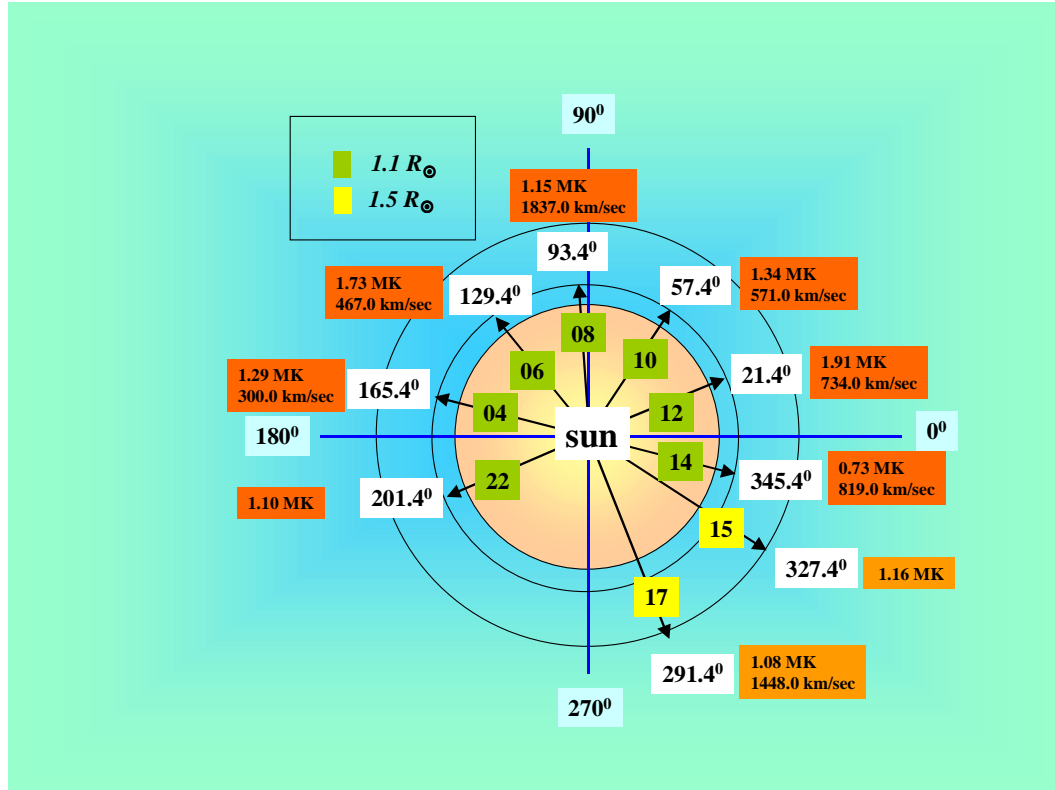 90⁰
1.1 R☉
1.5 R☉
1.15 MK
1837.0 km/sec
93.4⁰
1.73 MK
467.0 km/sec
129.4⁰
57.4⁰
1.34 MK
571.0 km/sec
08
10
06
1.29 MK
300.0 km/sec
165.4⁰
21.4⁰
1.91 MK
734.0 km/sec
04
12
180⁰
sun
0⁰
22
14
345.4⁰
0.73 MK
819.0 km/sec
1.10 MK
201.4⁰
15
327.4⁰
1.16 MK
17
291.4⁰
1.08 MK
1448.0 km/sec
270⁰